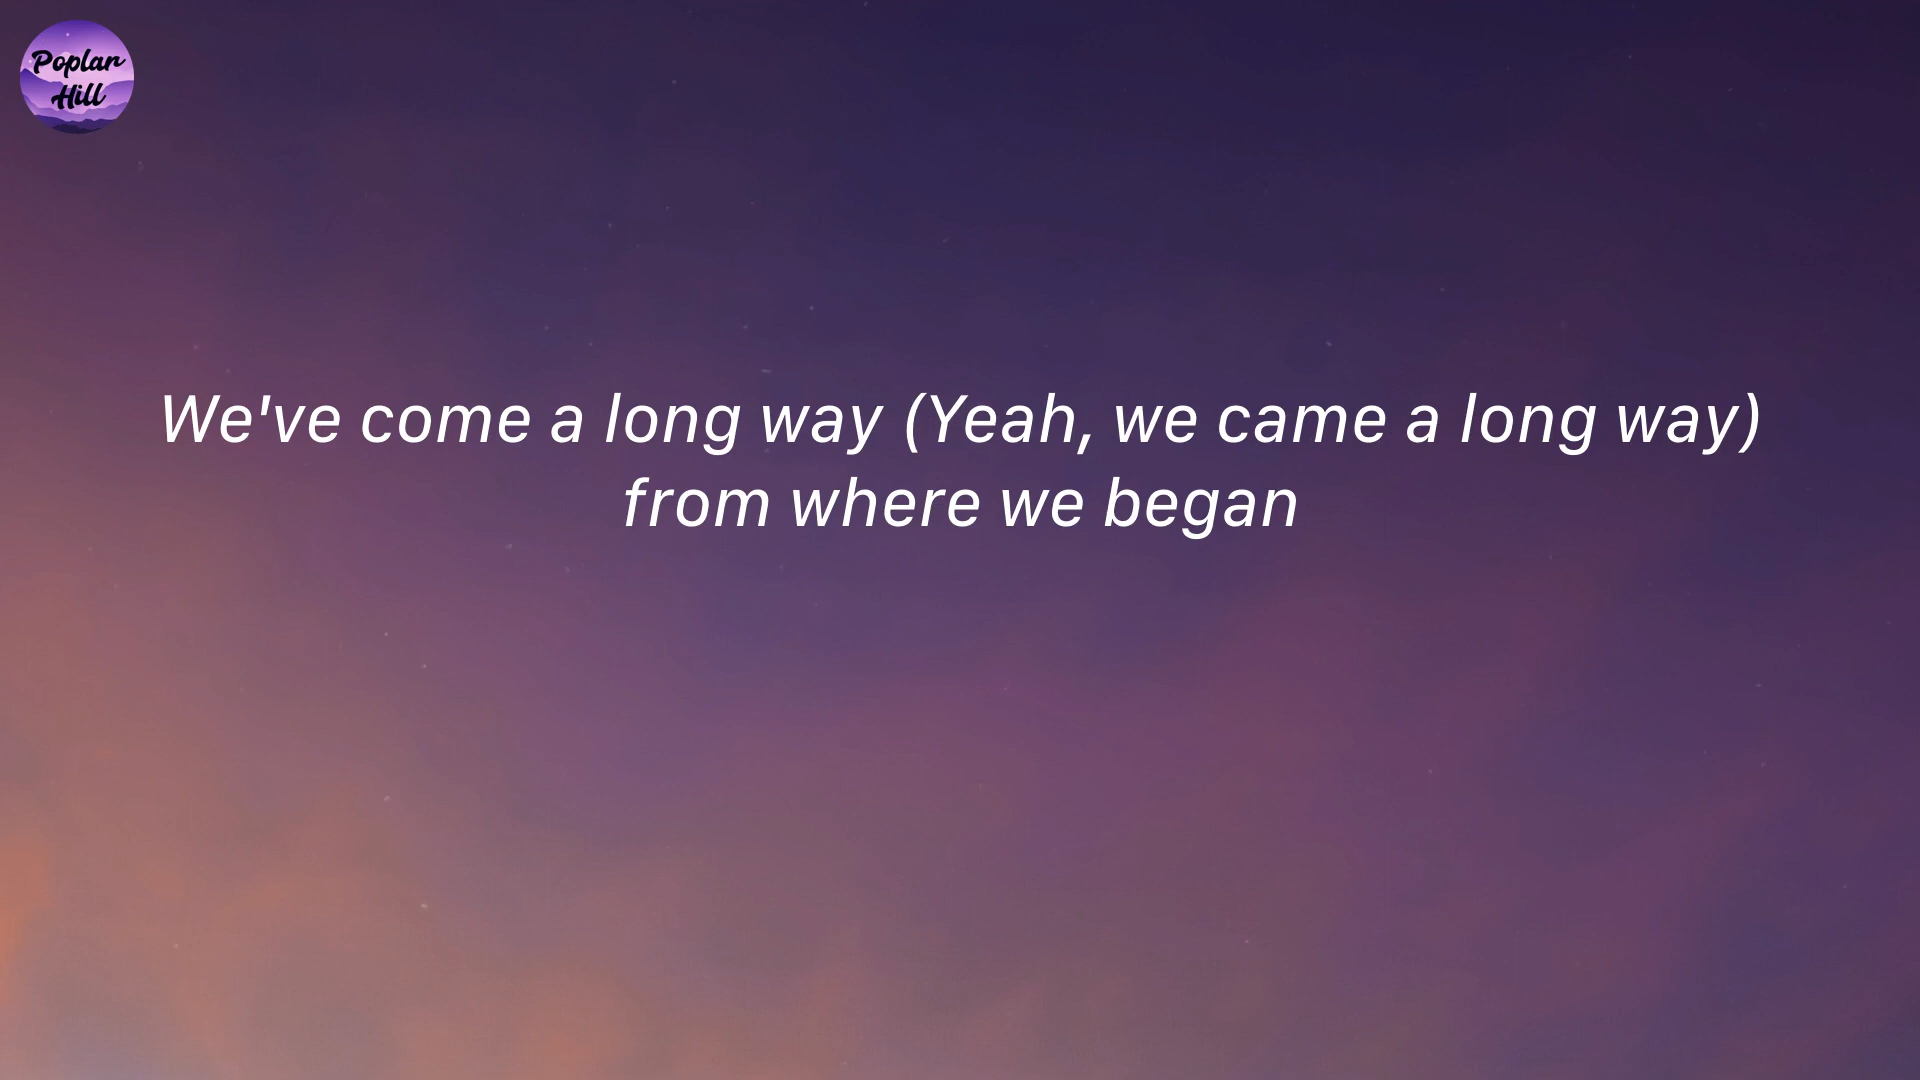 Poplar
Hill
We've come a long way (Yeah, we came a long way)
from where we began